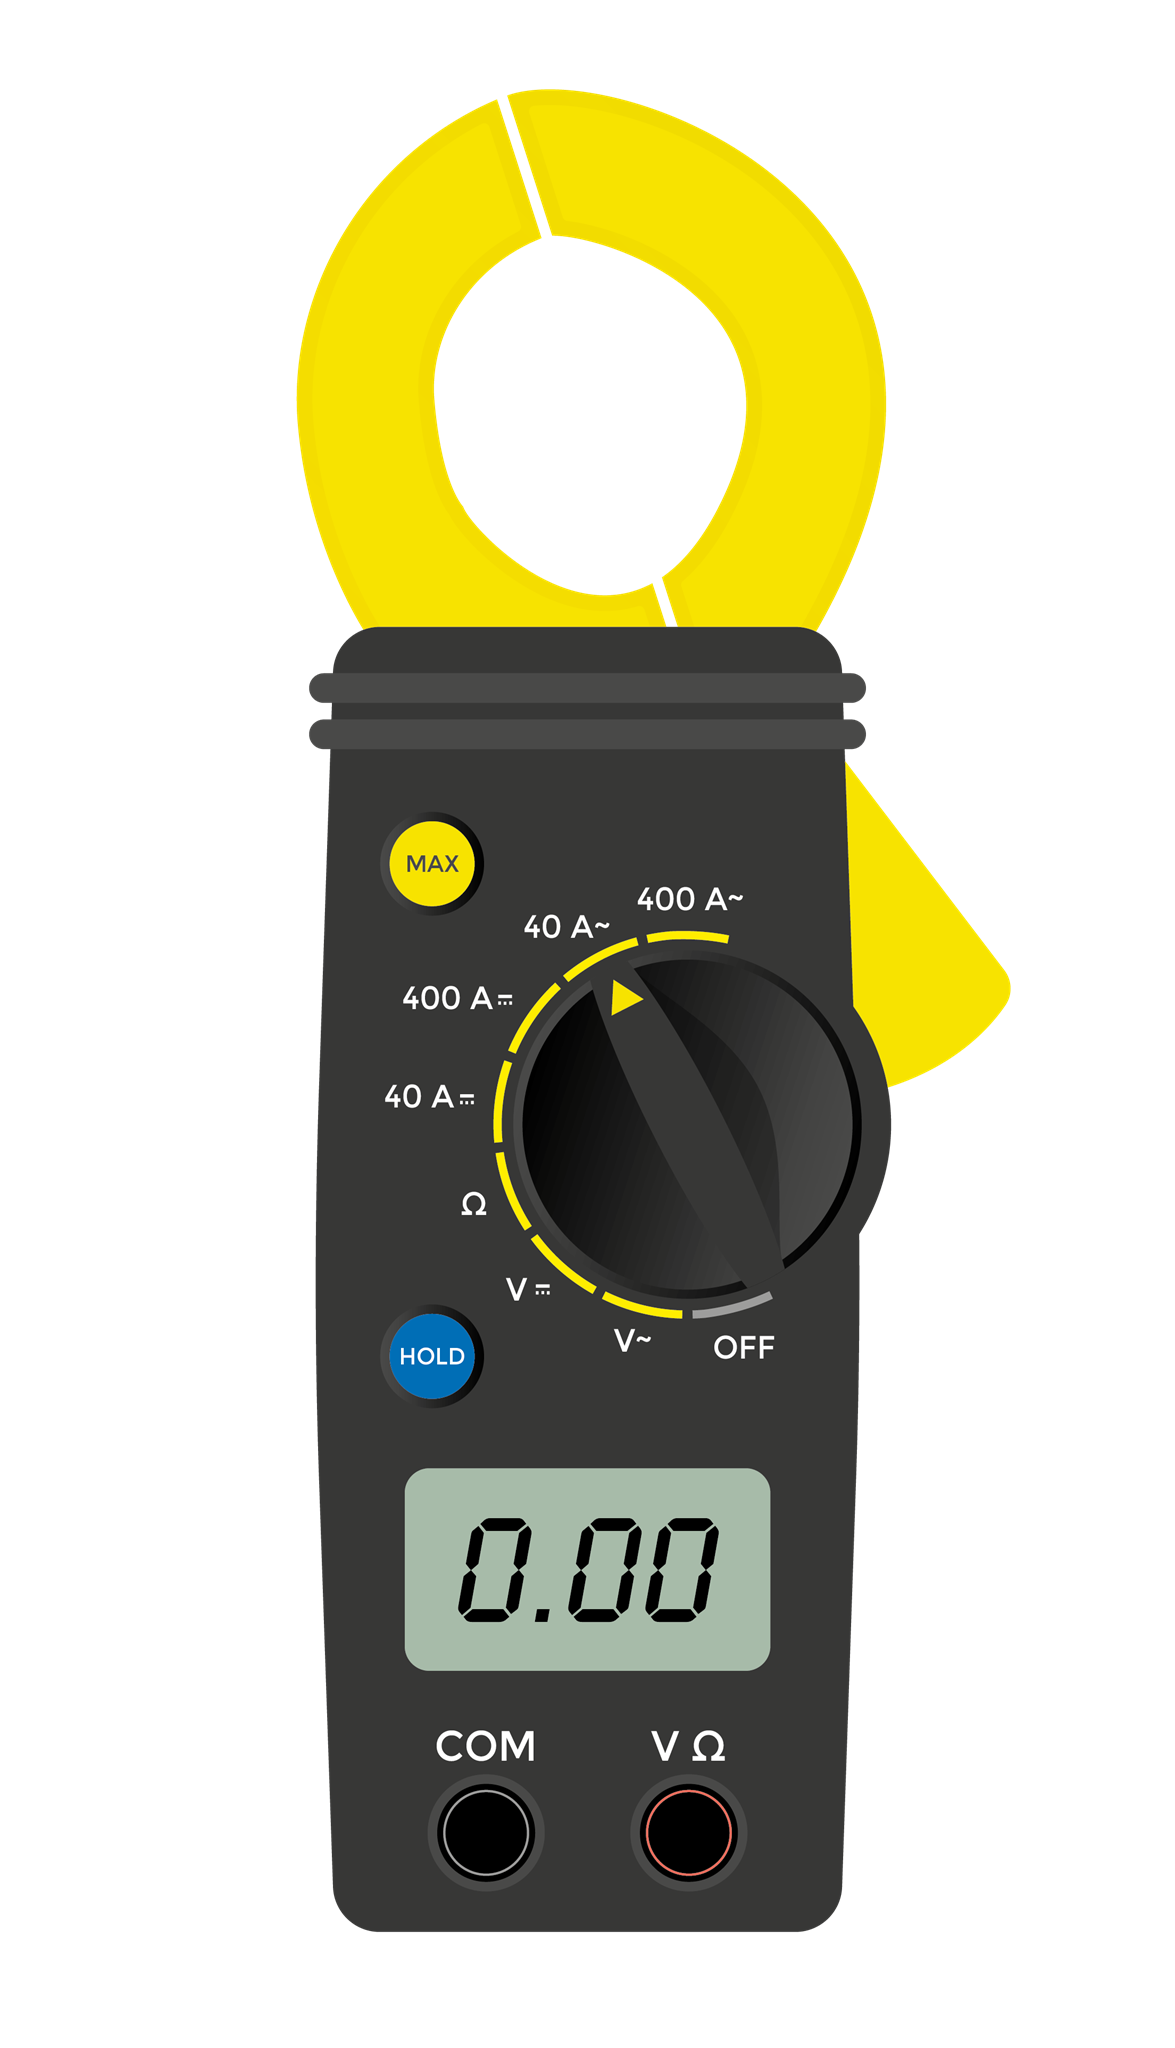 MAX
400 A~
40 A~
400 A⎓
40 A⎓
Ω
V⎓
V~
OFF
HOLD
0.00
COM
V Ω